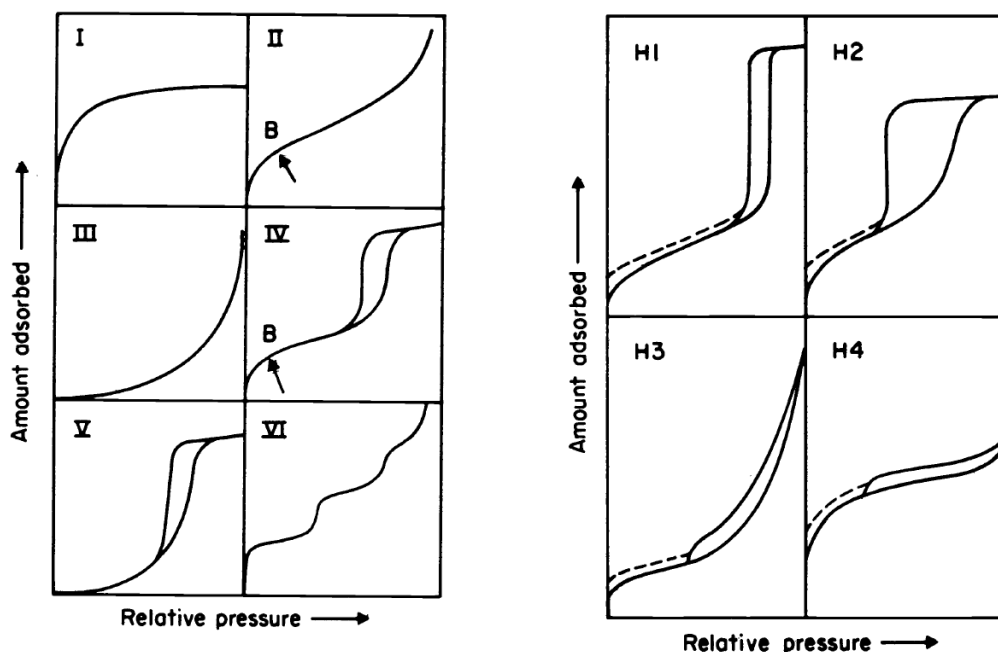 I
II
B
III
IV
B
V
VI
Amount adsorbed
Relative pressure
H1
H2
H3
H4
Amount adsorbed
Relative pressure